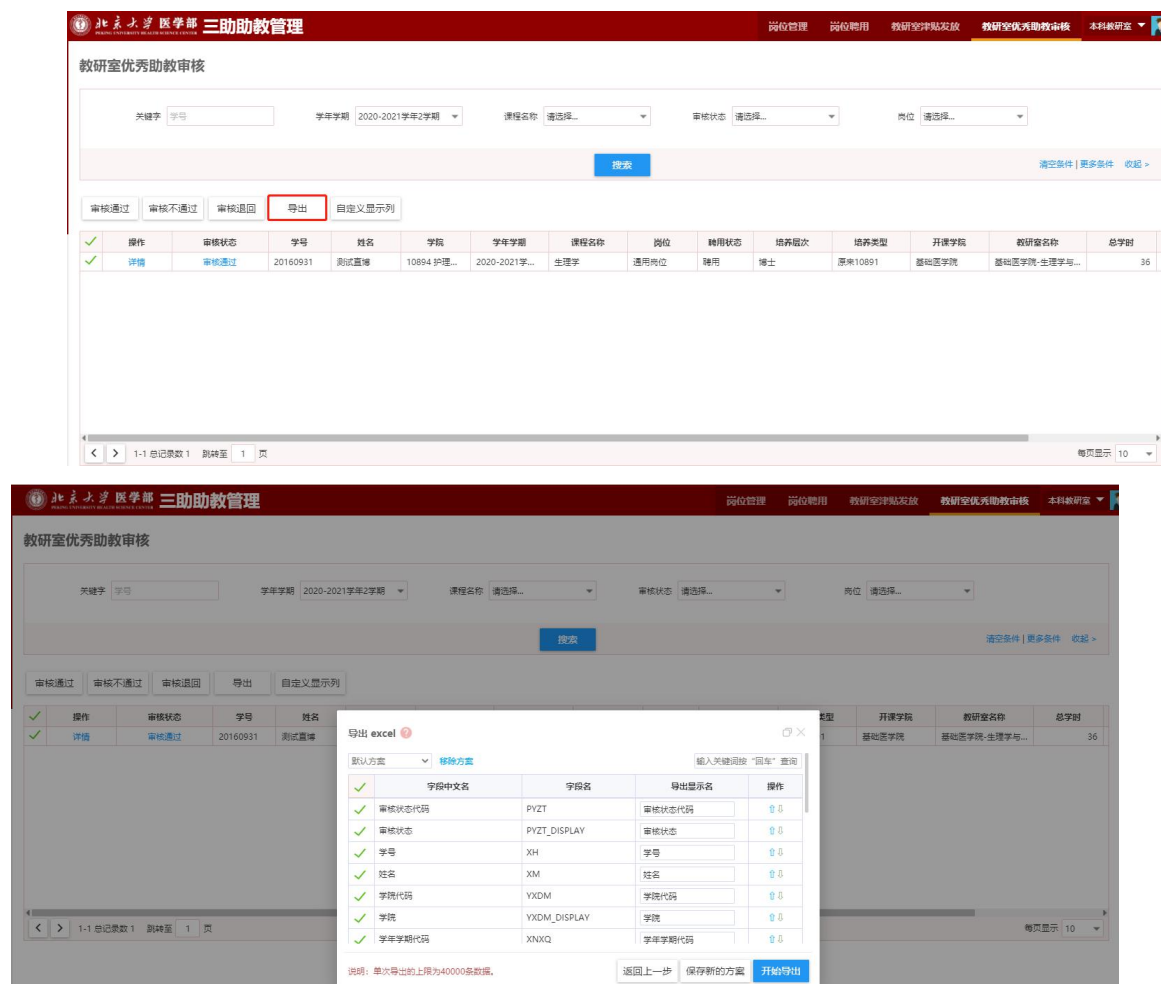 北京大学 医学部 三助助教管理 岗位管理 岗位聘用 教研室津贴发放 教研室优秀助教审核 本科教研室
PEKING UNIVERSITY HEALTH SCIENCE CENTER
教研室优秀助教审核
关键字 学号 学年学期 2020-2021学年2学期 课程名称 请选择... 审核状态 请选择... 岗位 请选择...
搜索 清空条件 | 更多条件 收起 »
审核通过 审核不通过 审核退回 导出 自定义显示列
操作 审核状态 学号 姓名 学院 学年学期 课程名称 岗位 聘用状态 培养层次 培养类型 开课学院 教研室名称 总学时
详情 审核通过 20160931 测试直博 10894 护理... 2020-2021学... 生理学 通用岗位 聘用 博士 原来10891 基础医学院 基础医学院-生理学与... 36
1-1 总记录数 1 跳转至 1 页 每页显示 10
北京大学 医学部 三助助教管理 岗位管理 岗位聘用 教研室津贴发放 教研室优秀助教审核 本科教研室
PEKING UNIVERSITY HEALTH SCIENCE CENTER
教研室优秀助教审核
关键字 学号 学年学期 2020-2021学年2学期 课程名称 请选择... 审核状态 请选择... 岗位 请选择...
搜索 清空条件 | 更多条件 收起 »
审核通过 审核不通过 审核退回 导出 自定义显示列
操作 审核状态 学号 姓名 类型 开课学院 教研室名称 总学时
详情 审核通过 20160931 测试直博 1 基础医学院 基础医学院-生理学与... 36
导出 excel ?
默认方案 移除方案 输入关键词按 "回车" 查询
字段中文名 字段名 导出显示名 操作
审核状态代码 PYZT 审核状态代码
审核状态 PYZT_DISPLAY 审核状态
学号 XH 学号
姓名 XM 姓名
学院代码 YXDM 学院代码
学院 YXDM_DISPLAY 学院
学年学期代码 XNXQ 学年学期代码
1-1 总记录数 1 跳转至 1 页 每页显示 10
说明：单次导出的上限为40000条数据。 返回上一步 保存新的方案 开始导出